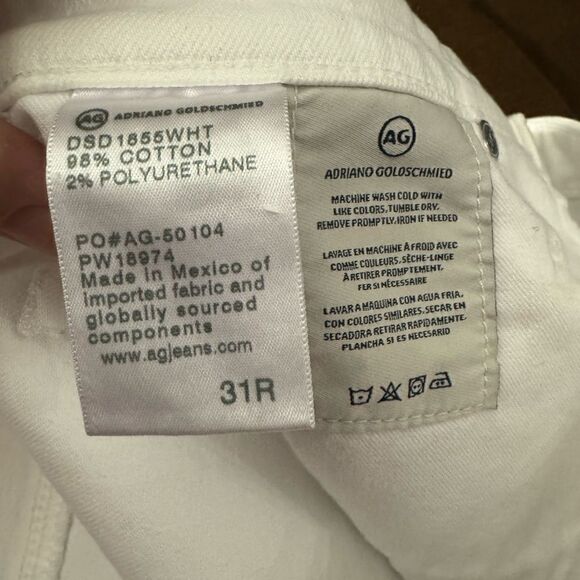 AG ADRIANO GOLDSCHMIED
DSD1855WHT
98% COTTON
2% POLYURETHANE
PO#AG-50104
PW18974
Made in Mexico of
imported fabric and
globally sourced
components
www.agjeans.com
31R
AG
ADRIANO GOLDSCHMIED
MACHINE WASH COLD WITH
LIKE COLORS, TUMBLE DRY.
REMOVE PROMPTLY, IRON IF NEEDED
LAVAGE EN MACHINE À FROID AVEC
COMME COULEURS, SÈCHE-LINGE
À RETIRER PROMPTEMENT,
FER SI NÉCESSAIRE
LAVAR A MAQUINA CON AGUA FRIA,
CON COLORES SIMILARES, SECAR EN
SECADORA RETIRAR RAPIDAMENTE,
PLANCHA SI ES NECESARIO